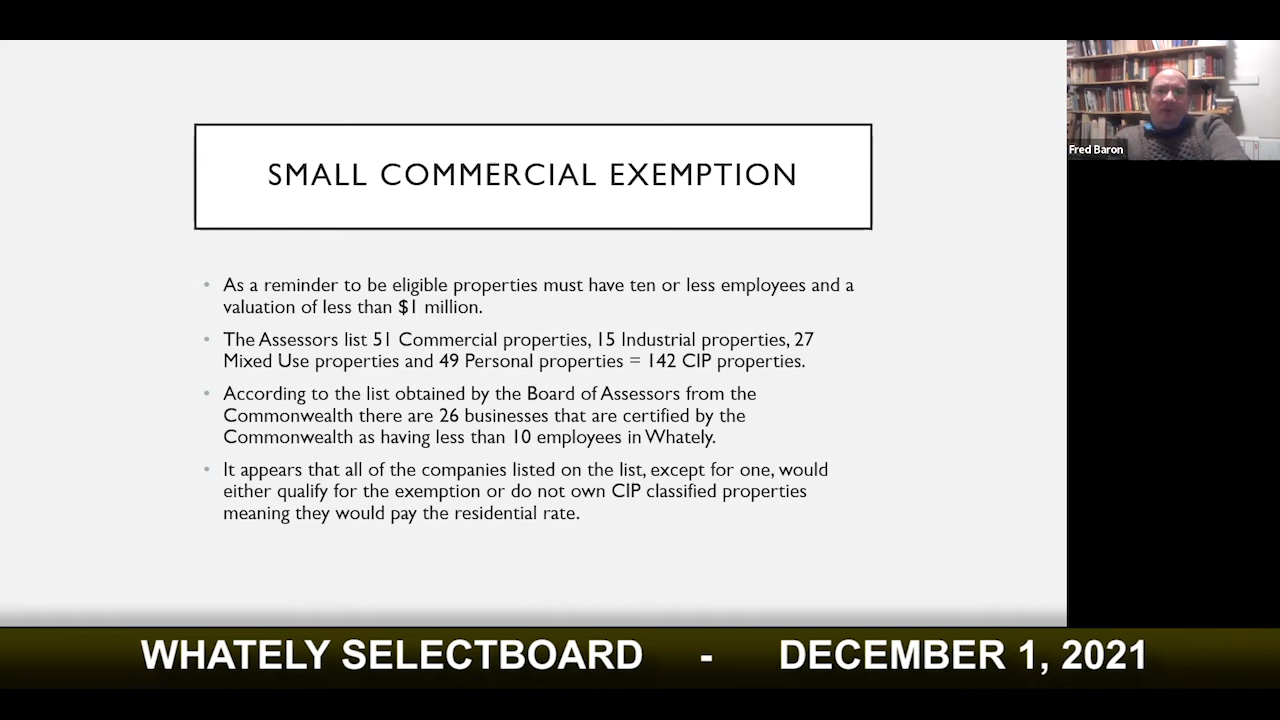 SMALL COMMERCIAL EXEMPTION
• As a reminder to be eligible properties must have ten or less employees and a
valuation of less than $1 million.
• The Assessors list 51 Commercial properties, 15 Industrial properties, 27
Mixed Use properties and 49 Personal properties = 142 CIP properties.
• According to the list obtained by the Board of Assessors from the
Commonwealth there are 26 businesses that are certified by the
Commonwealth as having less than 10 employees in Whately.
• It appears that all of the companies listed on the list, except for one, would
either qualify for the exemption or do not own CIP classified properties
meaning they would pay the residential rate.
Fred Baron
WHATELY SELECTBOARD - DECEMBER 1, 2021